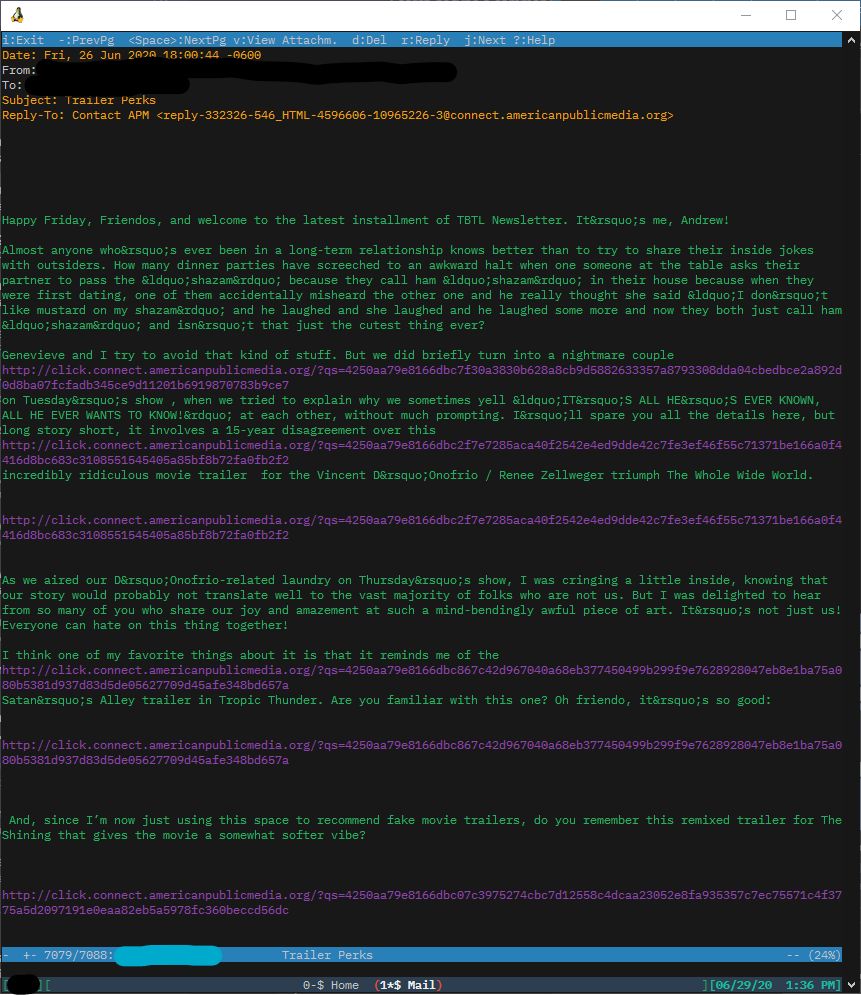 i:Exit  -:PrevPg  <Space>:NextPg v:View Attachm.  d:Del  r:Reply  j:Next ?:Help
Date: Fri, 26 Jun 2020 18:00:44 -0600
From:
To:
Subject: Trailer Perks
Reply-To: Contact APM <reply-332326-546_HTML-4596606-10965226-3@connect.americanpublicmedia.org>
Happy Friday, Friendos, and welcome to the latest installment of TBTL Newsletter. It&rsquo;s me, Andrew!
Almost anyone who&rsquo;s ever been in a long-term relationship knows better than to try to share their inside jokes
with outsiders. How many dinner parties have screeched to an awkward halt when one someone at the table asks their
partner to pass the &ldquo;shazam&rdquo; because they call ham &ldquo;shazam&rdquo; in their house because when they
were first dating, one of them accidentally misheard the other one and he really thought she said &ldquo;I don&rsquo;t
like mustard on my shazam&rdquo; and he laughed and she laughed and he laughed some more and now they both just call ham
&ldquo;shazam&rdquo; and isn&rsquo;t that just the cutest thing ever?
Genevieve and I try to avoid that kind of stuff. But we did briefly turn into a nightmare couple
http://click.connect.americanpublicmedia.org/?qs=4250aa79e8166dbc7f30a3830b628a8cb9d5882633357a8793308dda04cbedbce2a892d
0d8ba07fcfadb345ce9d11201b6919870783b9ce7
on Tuesday&rsquo;s show , when we tried to explain why we sometimes yell &ldquo;IT&rsquo;S ALL HE&rsquo;S EVER KNOWN,
ALL HE EVER WANTS TO KNOW!&rdquo; at each other, without much prompting. I&rsquo;ll spare you all the details here, but
long story short, it involves a 15-year disagreement over this
http://click.connect.americanpublicmedia.org/?qs=4250aa79e8166dbc2f7e7285aca40f2542e4ed9dde42c7fe3ef46f55c71371be166a0f4
416d8bc683c3108551545405a85bf8b72fa0fb2f2
incredibly ridiculous movie trailer  for the Vincent D&rsquo;Onofrio / Renee Zellweger triumph The Whole Wide World.
http://click.connect.americanpublicmedia.org/?qs=4250aa79e8166dbc2f7e7285aca40f2542e4ed9dde42c7fe3ef46f55c71371be166a0f4
416d8bc683c3108551545405a85bf8b72fa0fb2f2
As we aired our D&rsquo;Onofrio-related laundry on Thursday&rsquo;s show, I was cringing a little inside, knowing that
our story would probably not translate well to the vast majority of folks who are not us. But I was delighted to hear
from so many of you who share our joy and amazement at such a mind-bendingly awful piece of art. It&rsquo;s not just us!
Everyone can hate on this thing together!
I think one of my favorite things about it is that it reminds me of the
http://click.connect.americanpublicmedia.org/?qs=4250aa79e8166dbc867c42d967040a68eb377450499b299f9e7628928047eb8e1ba75a0
80b5381d937d83d5de05627709d45afe348bd657a
Satan&rsquo;s Alley trailer in Tropic Thunder. Are you familiar with this one? Oh friendo, it&rsquo;s so good:
http://click.connect.americanpublicmedia.org/?qs=4250aa79e8166dbc867c42d967040a68eb377450499b299f9e7628928047eb8e1ba75a0
80b5381d937d83d5de05627709d45afe348bd657a
And, since I’m now just using this space to recommend fake movie trailers, do you remember this remixed trailer for The
Shining that gives the movie a somewhat softer vibe?
http://click.connect.americanpublicmedia.org/?qs=4250aa79e8166dbc07c3975274cbc7d12558c4dcaa23052e8fa935357c7ec75571c4f37
75a5d2097191e0eaa82eb5a5978fc360beccd56dc
-  +- 7079/7088: Trailer Perks -- (24%)
[ ][ 0-$ Home  (1*$ Mail) ][06/29/20  1:36 PM]